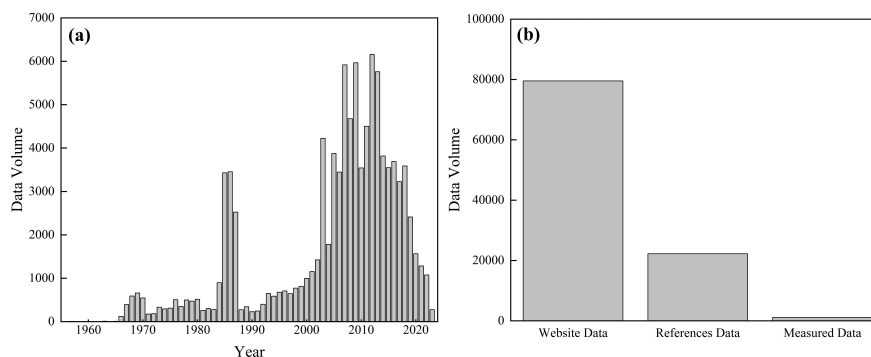 (a)
7000
6000
5000
4000
3000
2000
1000
0
Data Volume
1960 1970 1980 1990 2000 2010 2020
Year
(b)
100000
80000
60000
40000
20000
0
Data Volume
Website Data References Data Measured Data